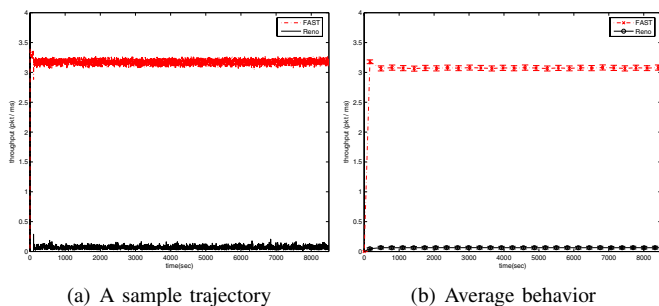 4
3.5
3
2.5
2
1.5
1
0.5
0
throughput (pkt / ms)
0 1000 2000 3000 4000 5000 6000 7000 8000
time(sec)
FAST
Reno
(a) A sample trajectory
4
3.5
3
2.5
2
1.5
1
0.5
0
throughput (pkt / ms)
0 1000 2000 3000 4000 5000 6000 7000 8000
time(sec)
FAST
Reno
(b) Average behavior